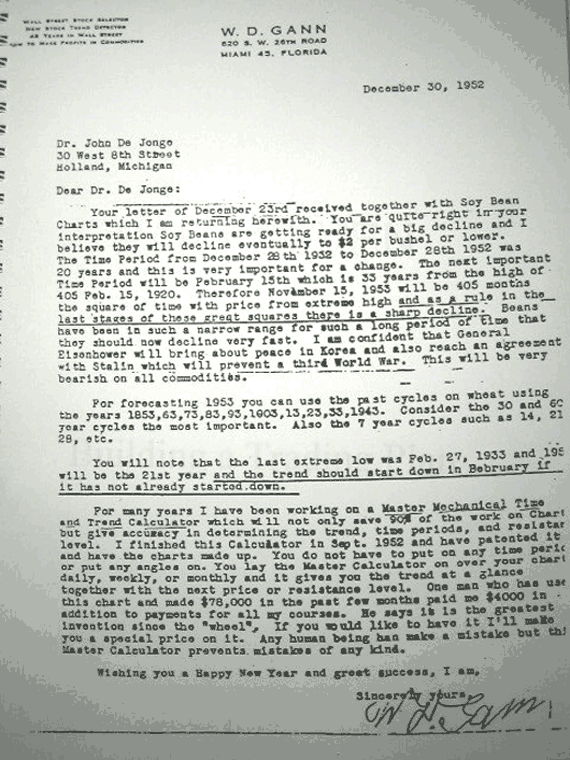 WALL STREET STOCK SELECTOR
NEW STOCK TREND DETECTOR
45 YEARS IN WALL STREET
HOW TO MAKE PROFITS IN COMMODITIES
W. D. GANN
820 S. W. 26TH ROAD
MIAMI 45, FLORIDA
December 30, 1952
Dr. John De Jonge
30 West 8th Street
Holland, Michigan
Dear Dr. De Jonge:
Your letter of December 23rd received together with Soy Bean
Charts which I am returning herewith. You are quite right in your
interpretation Soy Beans are getting ready for a big decline and I
believe they will decline eventually to $2 per bushel or lower.
The Time Period from December 28th 1932 to December 28th 1952 was
20 years and this is very important for a change. The next important
Time Period will be February 15th which is 33 years from the high of
405 Feb. 15, 1920. Therefore November 15, 1953 will be 405 months
the square of time with price from extreme high and as a rule in the
last stages of these great squares there is a sharp decline. Beans
have been in such a narrow range for such a long period of time that
they should now decline very fast. I am confident that General
Eisenhower will bring about peace in Korea and also reach an agreement
with Stalin which will prevent a third World War. This will be very
bearish on all commodities.
For forecasting 1953 you can use the past cycles on wheat using
the years 1853,63,73,83,93,1903,13,23,33,1943. Consider the 30 and 60
year cycles the most important. Also the 7 year cycles such as 14, 21
28, etc.
You will note that the last extreme low was Feb. 27, 1933 and 195
will be the 21st year and the trend should start down in Bebruary if
it has not already started down.
For many years I have been working on a Master Mechanical Time
and Trend Calculator which will not only save 90% of the work on Chart
but give accuracy in determining the trend, time periods, and resistan
level. I finished this Calculator in Sept. 1952 and have patented it
and have the charts made up. You do not have to put on any time perio
or put any angles on. You lay the Master Calculator on over your chart
daily, weekly, or monthly and it gives you the trend at a glance
together with the next price or resistance level. One man who has use
this chart and made $78,000 in the past few months paid me $4000 in
addition to payments for all my courses. He says it is the greatest
invention since the "wheel". If you would like to have it I'll make
you a special price on it. Any human being han make a mistake but thi
Master Calculator prevents mistakes of any kind.
Wishing you a Happy New Year and great success, I am,
Sincerely yours,
W. D. Gann